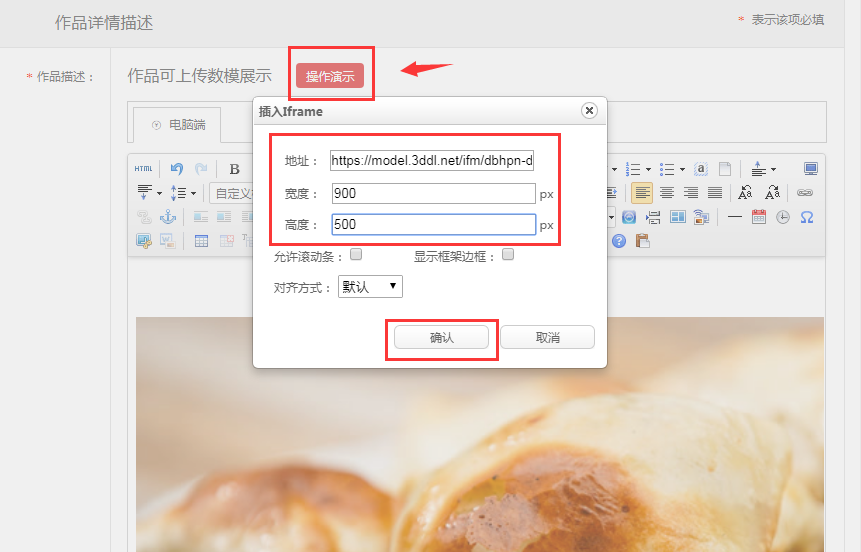 作品详情描述
* 表示该项必填
* 作品描述：
作品可上传数模展示
操作演示
电脑端
插入Iframe
HTML
B
自定义
地址：
https://model.3ddl.net/ifm/dbhpn-d
宽度：
900
px
高度：
500
px
允许滚动条：
显示框架边框：
对齐方式：
默认
确认
取消